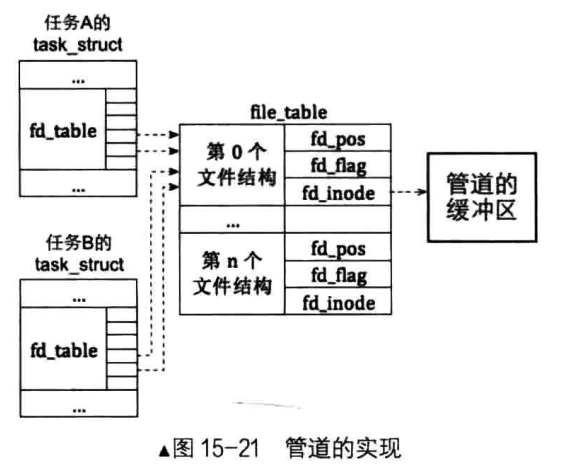 任务A的
task_struct
...
fd_table
...
任务B的
task_struct
...
fd_table
...
file_table
第 0 个
文件结构
fd_pos
fd_flag
fd_inode
...
第 n 个
文件结构
fd_pos
fd_flag
fd_inode
管道的
缓冲区
▲图 15-21 管道的实现